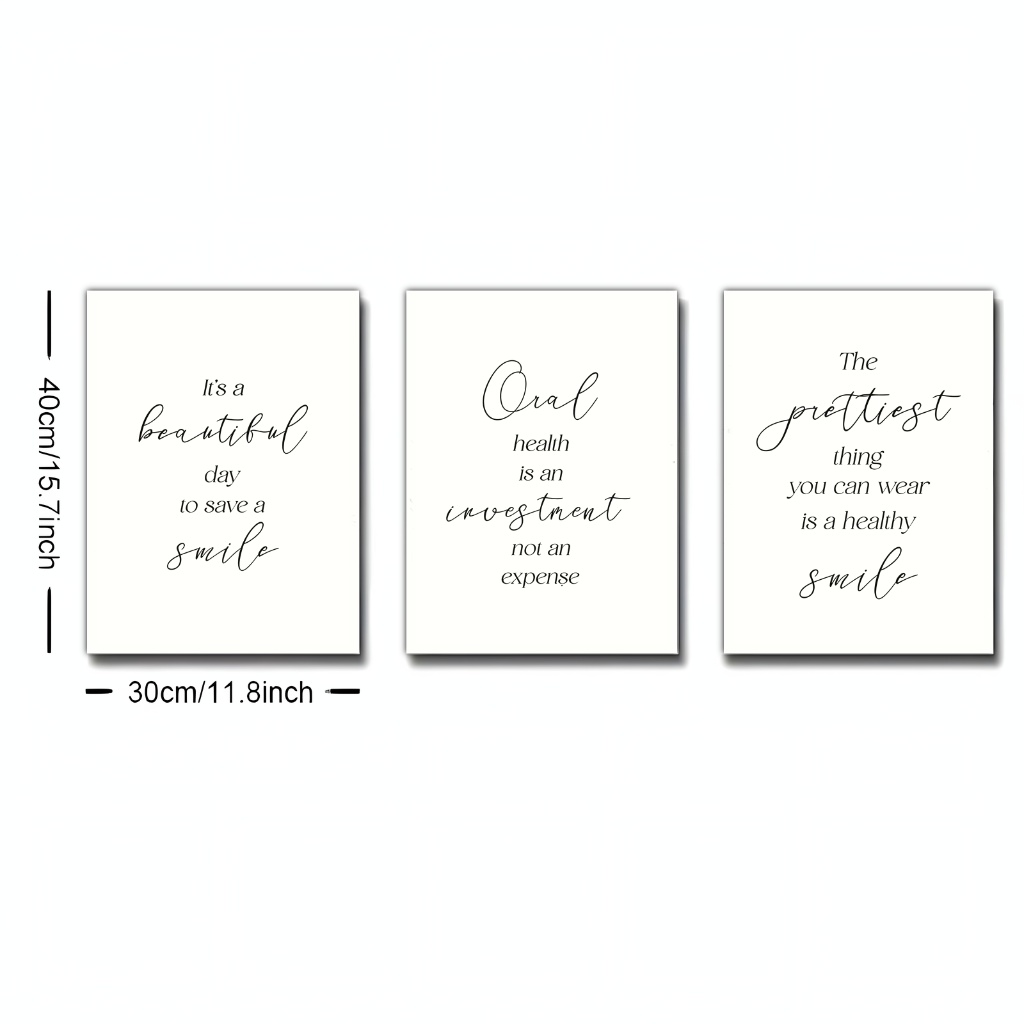 40cm/15.7inch
It's a
beautiful
day
to save a
smile
Oral
health
is an
investment
not an
expense
The
prettiest
thing
you can wear
is a healthy
smile
30cm/11.8inch